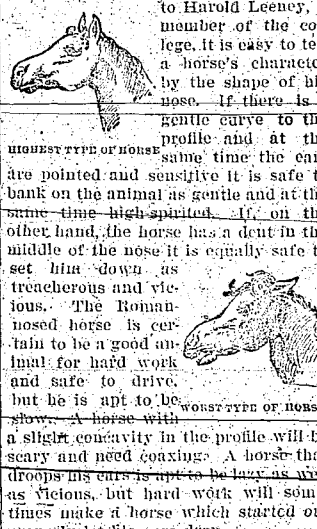 to Harold Leeney,
member of the co
lege, it is easy to te
a horse's characte
by the shape of hi
nose. If there is
gentle curve to th
profile and at th
HIGHEST TYPE OF HORSE
same time the ear
are pointed and sensitive it is safe t
bank on the animal as gentle and at th
same time high-spirited. If, on th
other hand, the horse has a dent in th
middle of the nose it is equally safe t
set him down as
treacherous and vic-
ious. The Roman-
nosed horse is cer-
tain to be a good an-
imal for hard work
and safe to drive,
but he is apt to be
WORST TYPE OF HORS
slow. A horse with
a slight concavity in the profile will b
scary and need coaxing. A horse tha
droops his ears is apt to be lazy as we
as vicious, but hard work will som
times make a horse which started o